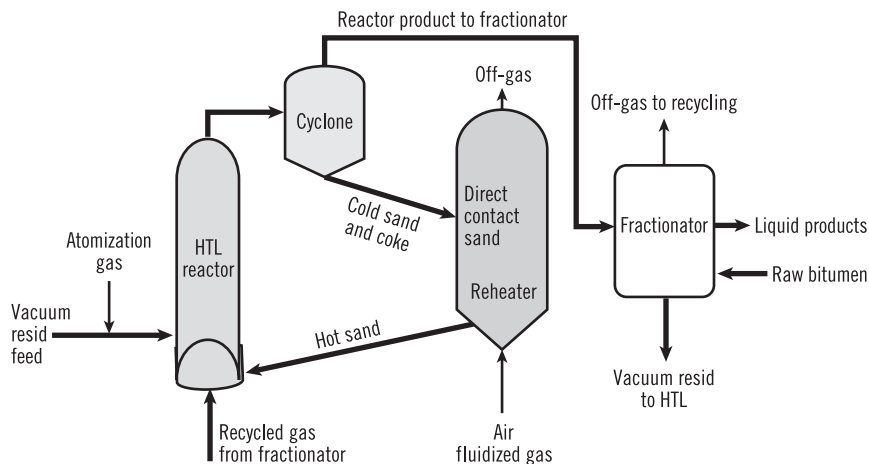 Reactor product to fractionator
Off-gas
Off-gas to recycling
Cyclone
Cold sand
and coke
Direct
contact
sand
Reheater
Fractionator
Liquid products
Raw bitumen
Atomization
gas
HTL
reactor
Vacuum
resid
feed
Hot sand
Vacuum resid
to HTL
Recycled gas
from fractionator
Air
fluidized gas